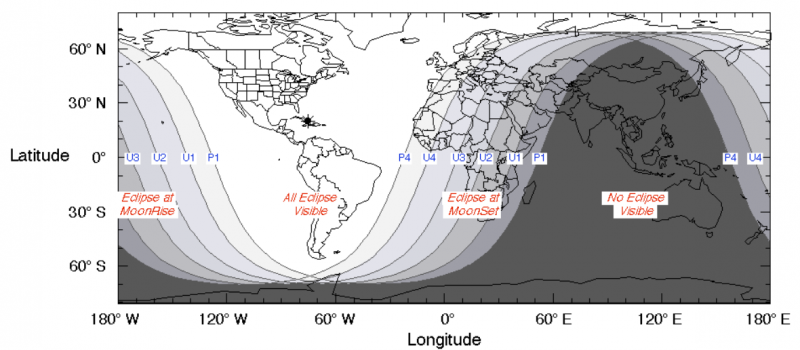 60° N
30° N
Latitude
0°
30° S
60° S
U3 U2 U1 P1 P4 U4 U3 U2 U1 P1 P4 U4
Eclipse at
MoonRise
All Eclipse
Visible
Eclipse at
MoonSet
No Eclipse
Visible
180° W 120° W 60° W 0° 60° E 120° E 180° E
Longitude